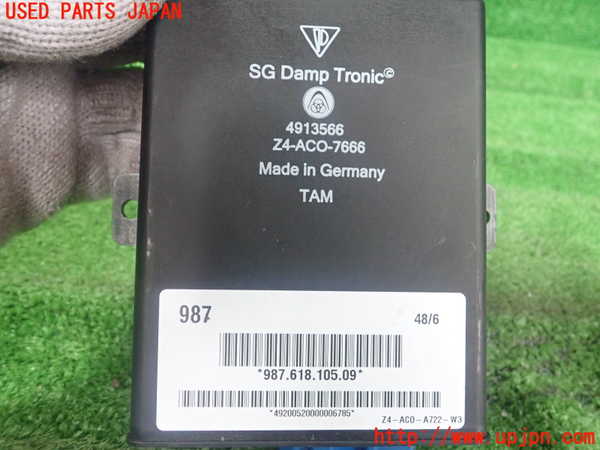 USED PARTS JAPAN
SG Damp Tronic©
4913566
Z4-ACO-7666
Made in Germany
TAM
987
48/6
*987.618.105.09*
*49200520000006785*
Z4-ACO-A722-W3
http://www.upjpn.com